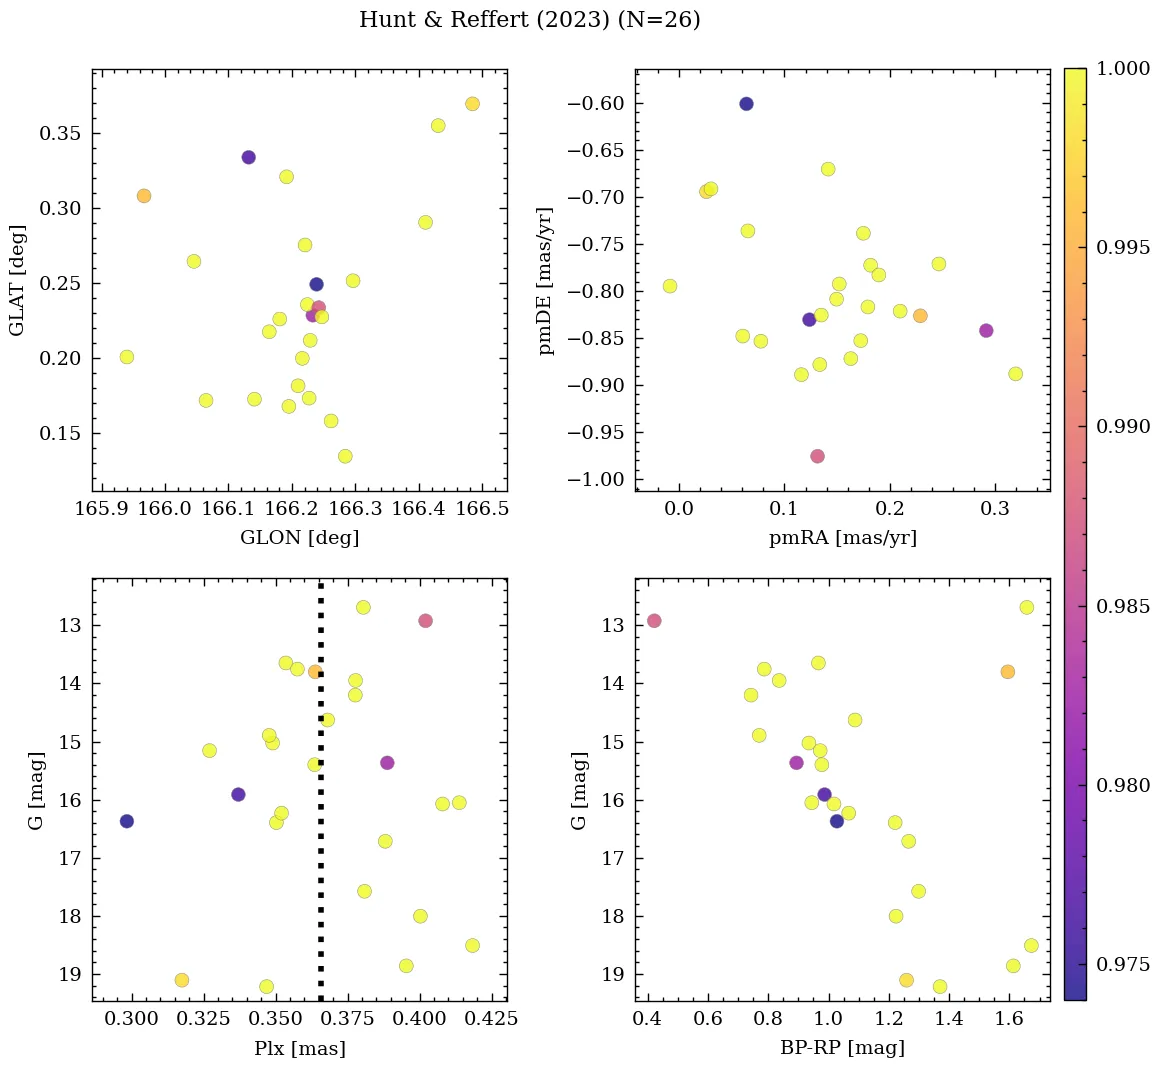 Hunt & Reffert (2023) (N=26)
0.35
0.30
0.25
0.20
0.15
GLAT [deg]
165.9 166.0 166.1 166.2 166.3 166.4 166.5
GLON [deg]
−0.60
−0.65
−0.70
−0.75
−0.80
−0.85
−0.90
−0.95
−1.00
pmDE [mas/yr]
0.0 0.1 0.2 0.3
pmRA [mas/yr]
1.000
0.995
0.990
0.985
0.980
0.975
13
14
15
16
17
18
19
G [mag]
0.300 0.325 0.350 0.375 0.400 0.425
Plx [mas]
13
14
15
16
17
18
19
G [mag]
0.4 0.6 0.8 1.0 1.2 1.4 1.6
BP-RP [mag]